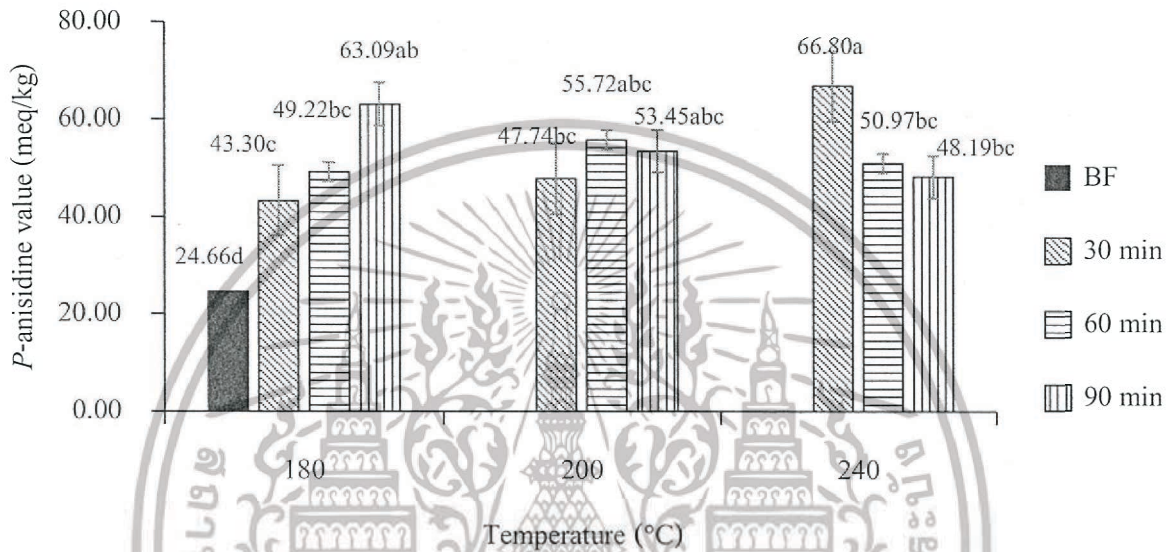 80.00
60.00
40.00
20.00
0.00
P-anisidine value (meq/kg)
24.66d
43.30c
49.22bc
63.09ab
47.74bc
55.72abc
53.45abc
66.80a
50.97bc
48.19bc
180
200
240
Temperature (°C)
BF
30 min
60 min
90 min